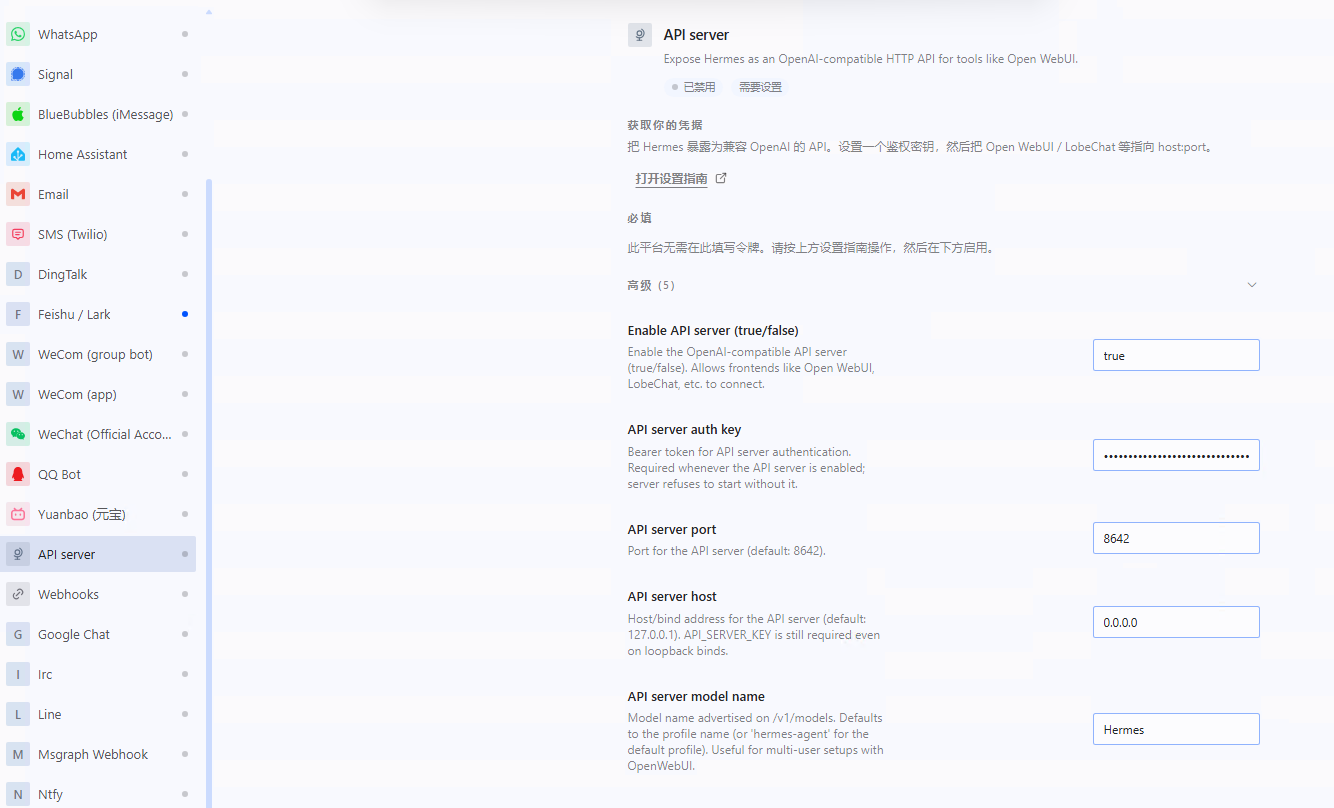 WhatsApp
Signal
BlueBubbles (iMessage)
Home Assistant
Email
SMS (Twilio)
D DingTalk
F Feishu / Lark
W WeCom (group bot)
W WeCom (app)
WeChat (Official Acco...
QQ Bot
Yuanbao (元宝)
API server
Webhooks
G Google Chat
I Irc
L Line
M Msgraph Webhook
N Ntfy
API server
Expose Hermes as an OpenAI-compatible HTTP API for tools like Open WebUI.
已禁用 需要设置
获取你的凭据
把 Hermes 暴露为兼容 OpenAI 的 API。设置一个鉴权密钥，然后把 Open WebUI / LobeChat 等指向 host:port。
打开设置指南
必填
此平台无需在此填写令牌。请按上方设置指南操作，然后在下方启用。
高级（5）
Enable API server (true/false)
Enable the OpenAI-compatible API server
(true/false). Allows frontends like Open WebUI,
LobeChat, etc. to connect.
true
API server auth key
Bearer token for API server authentication.
Required whenever the API server is enabled;
server refuses to start without it.
API server port
Port for the API server (default: 8642).
8642
API server host
Host/bind address for the API server (default:
127.0.0.1). API_SERVER_KEY is still required even
on loopback binds.
0.0.0.0
API server model name
Model name advertised on /v1/models. Defaults
to the profile name (or 'hermes-agent' for the
default profile). Useful for multi-user setups with
OpenWebUI.
Hermes